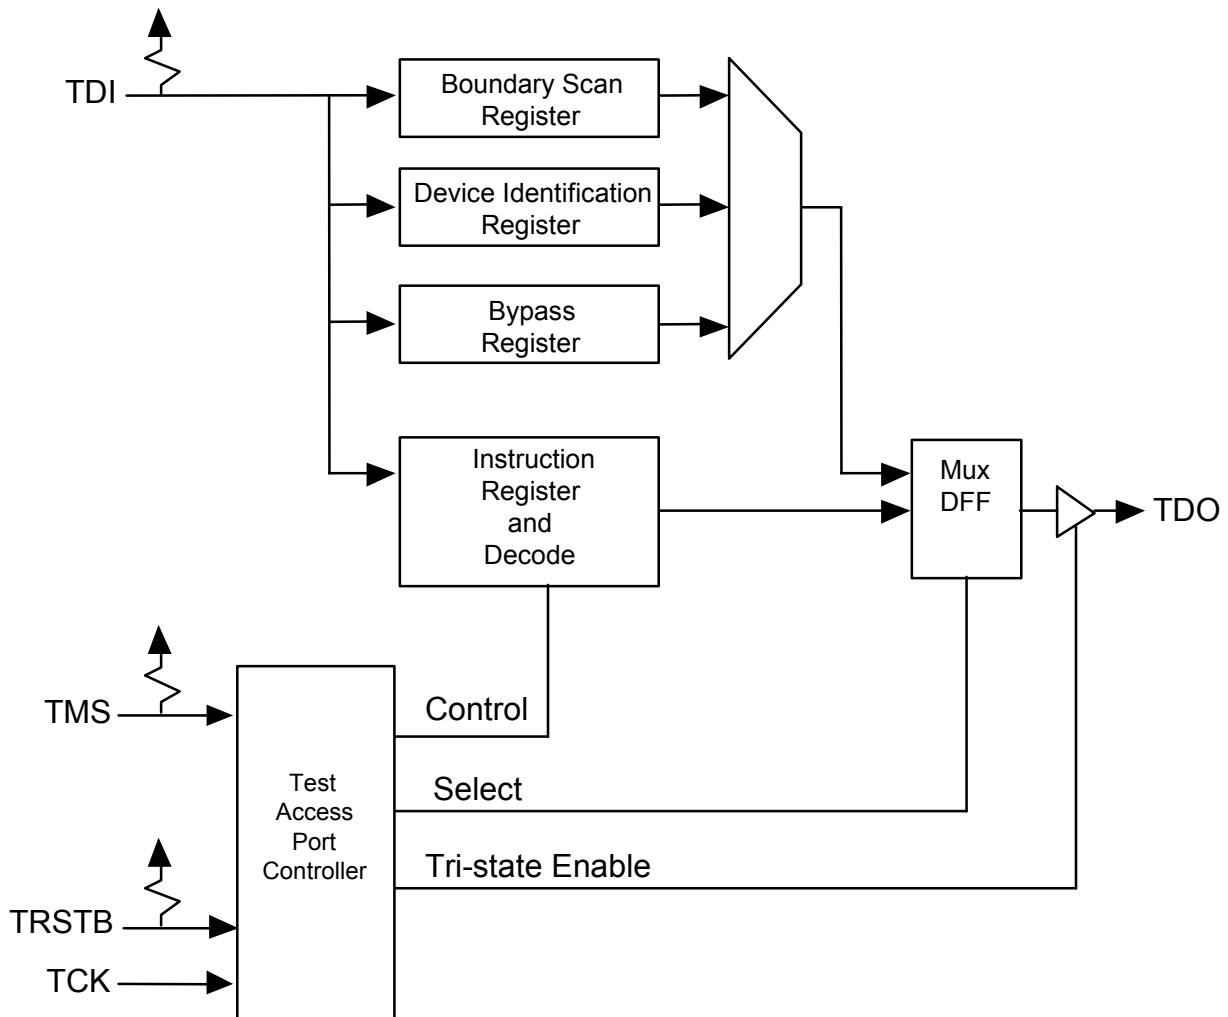 TDI
Boundary Scan
Register
Device Identification
Register
Bypass
Register
Instruction
Register
and
Decode
Mux
DFF
TDO
TMS
Control
Select
Test
Access
Port
Controller
Tri-state Enable
TRSTB
TCK